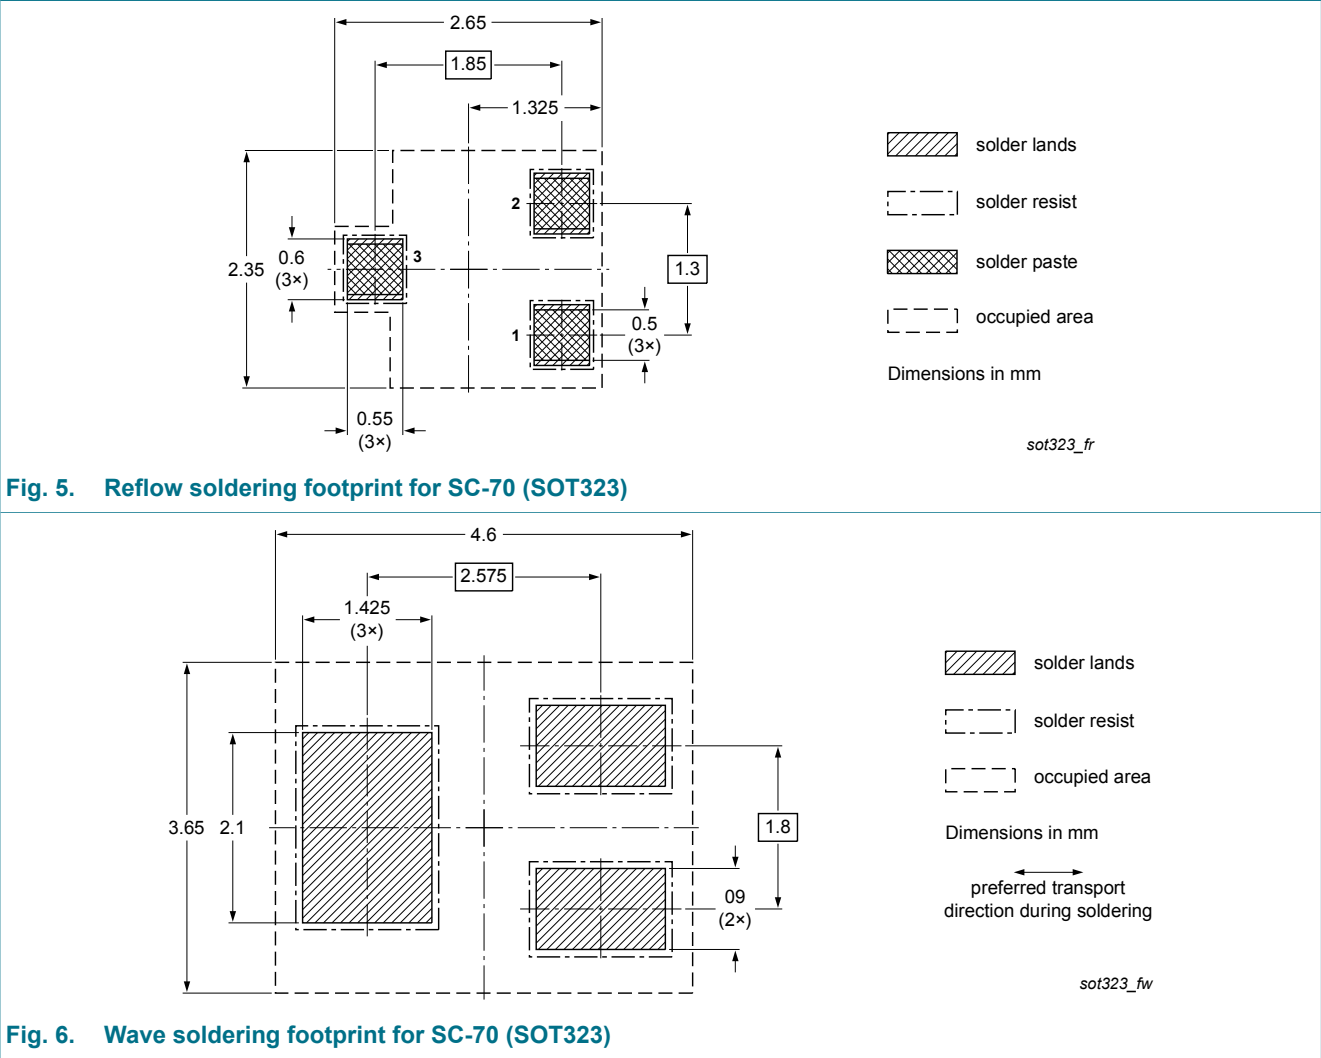 2.65
1.85
1.325
solder lands
solder resist
2
3
0.6
(3×)
2.35
1.3
solder paste
0.5
(3×)
1
occupied area
Dimensions in mm
0.55
(3×)
sot323_fr
Fig. 5. Reflow soldering footprint for SC-70 (SOT323)
4.6
2.575
1.425
(3×)
solder lands
solder resist
occupied area
3.65
2.1
1.8
Dimensions in mm
preferred transport
direction during soldering
09
(2×)
sot323_fw
Fig. 6. Wave soldering footprint for SC-70 (SOT323)